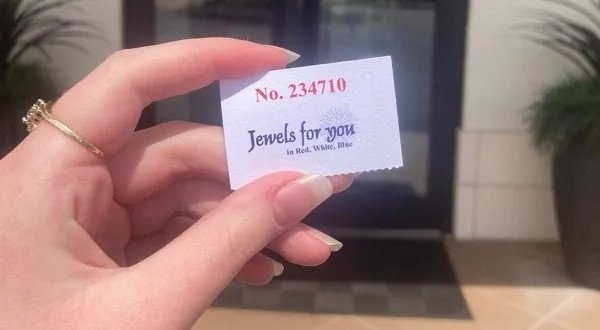 No. 234710
Jewels for you
in Red, White, Blue